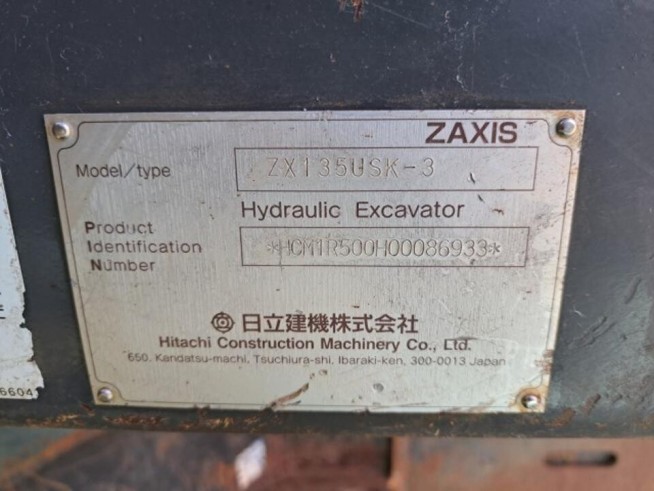 ZAXIS
Model/type ZX135USK-3
Hydraulic Excavator
Product
Identification
Number
*HCM1R500H00086933*
日立建機株式会社
Hitachi Construction Machinery Co., Ltd.
650, Kandatsu-machi, Tsuchiura-shi, Ibaraki-ken, 300-0013 Japan
6604